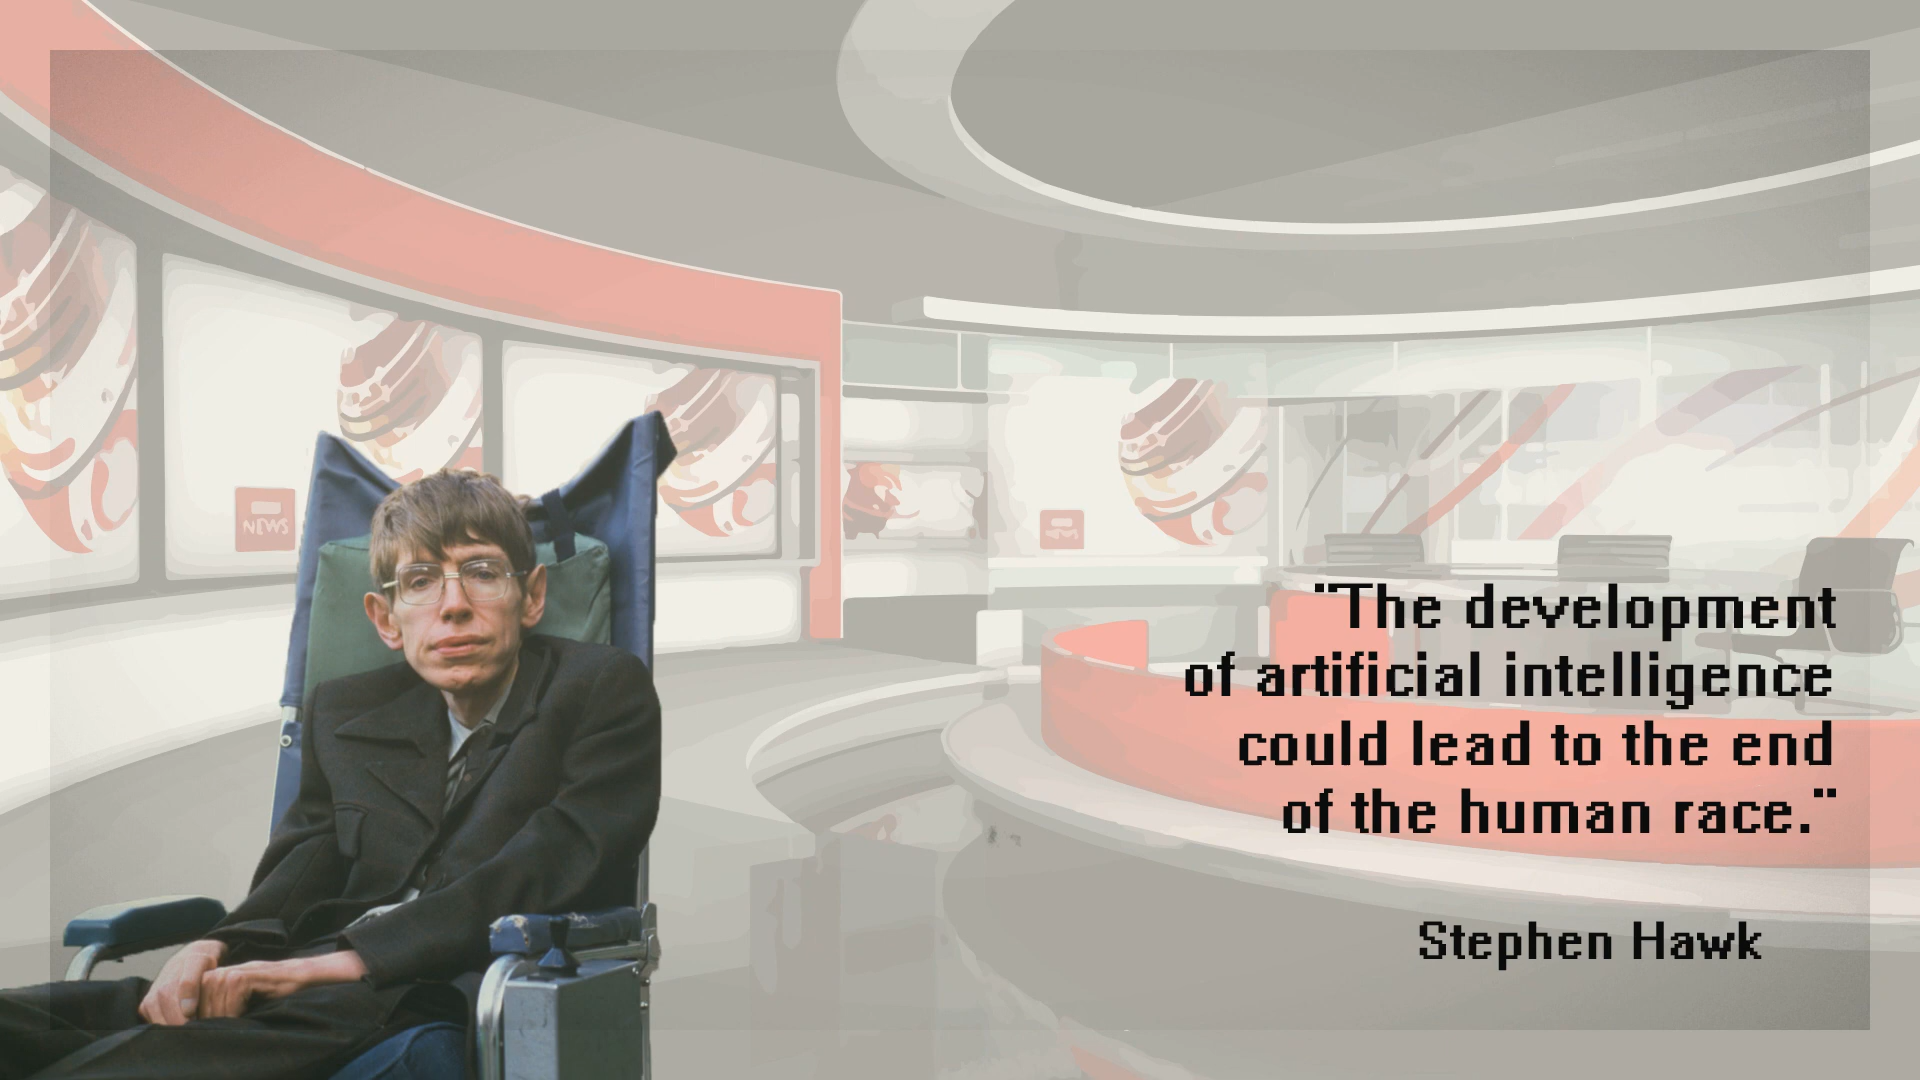 NEWS
"The development
of artificial intelligence
could lead to the end
of the human race."
Stephen Hawk